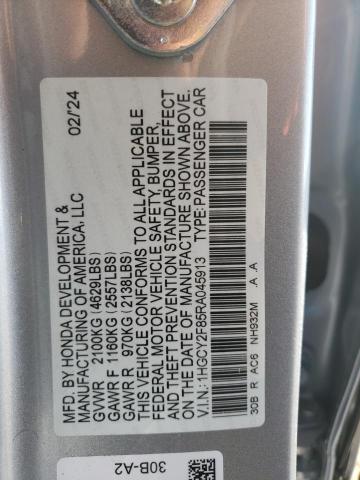 MFD. BY HONDA DEVELOPMENT & 02/24
MANUFACTURING OF AMERICA, LLC
GVWR 2100KG (4629LBS)
GAWR F 1160KG (2557LBS)
GAWR R 970KG (2138LBS)
THIS VEHICLE CONFORMS TO ALL APPLICABLE
FEDERAL MOTOR VEHICLE SAFETY, BUMPER,
AND THEFT PREVENTION STANDARDS IN EFFECT
ON THE DATE OF MANUFACTURE SHOWN ABOVE.
V.I.N.: 1HGCY2F85RA045913 TYPE: PASSENGER CAR
30B R AC6 NH932M A .A
30B-A2